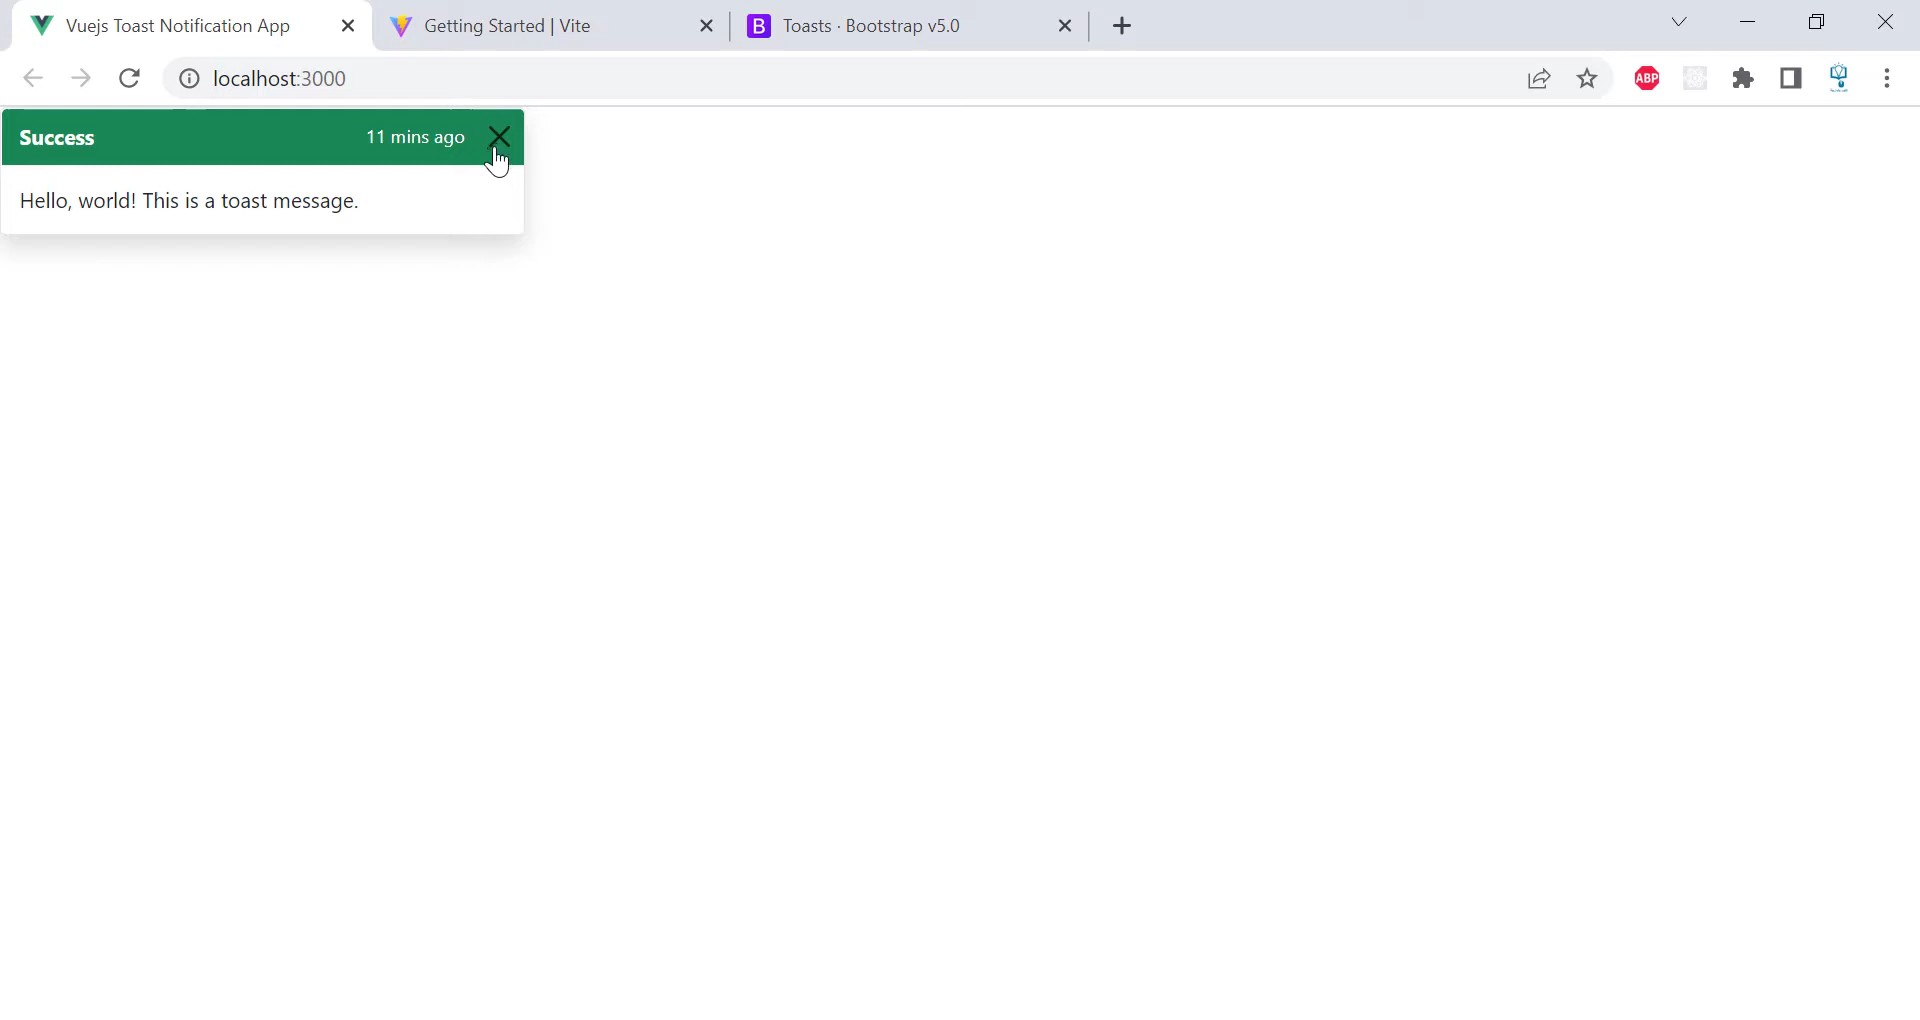 Vuejs Toast Notification App
Getting Started | Vite
B Toasts · Bootstrap v5.0
localhost:3000
ABP
Success 11 mins ago
Hello, world! This is a toast message.